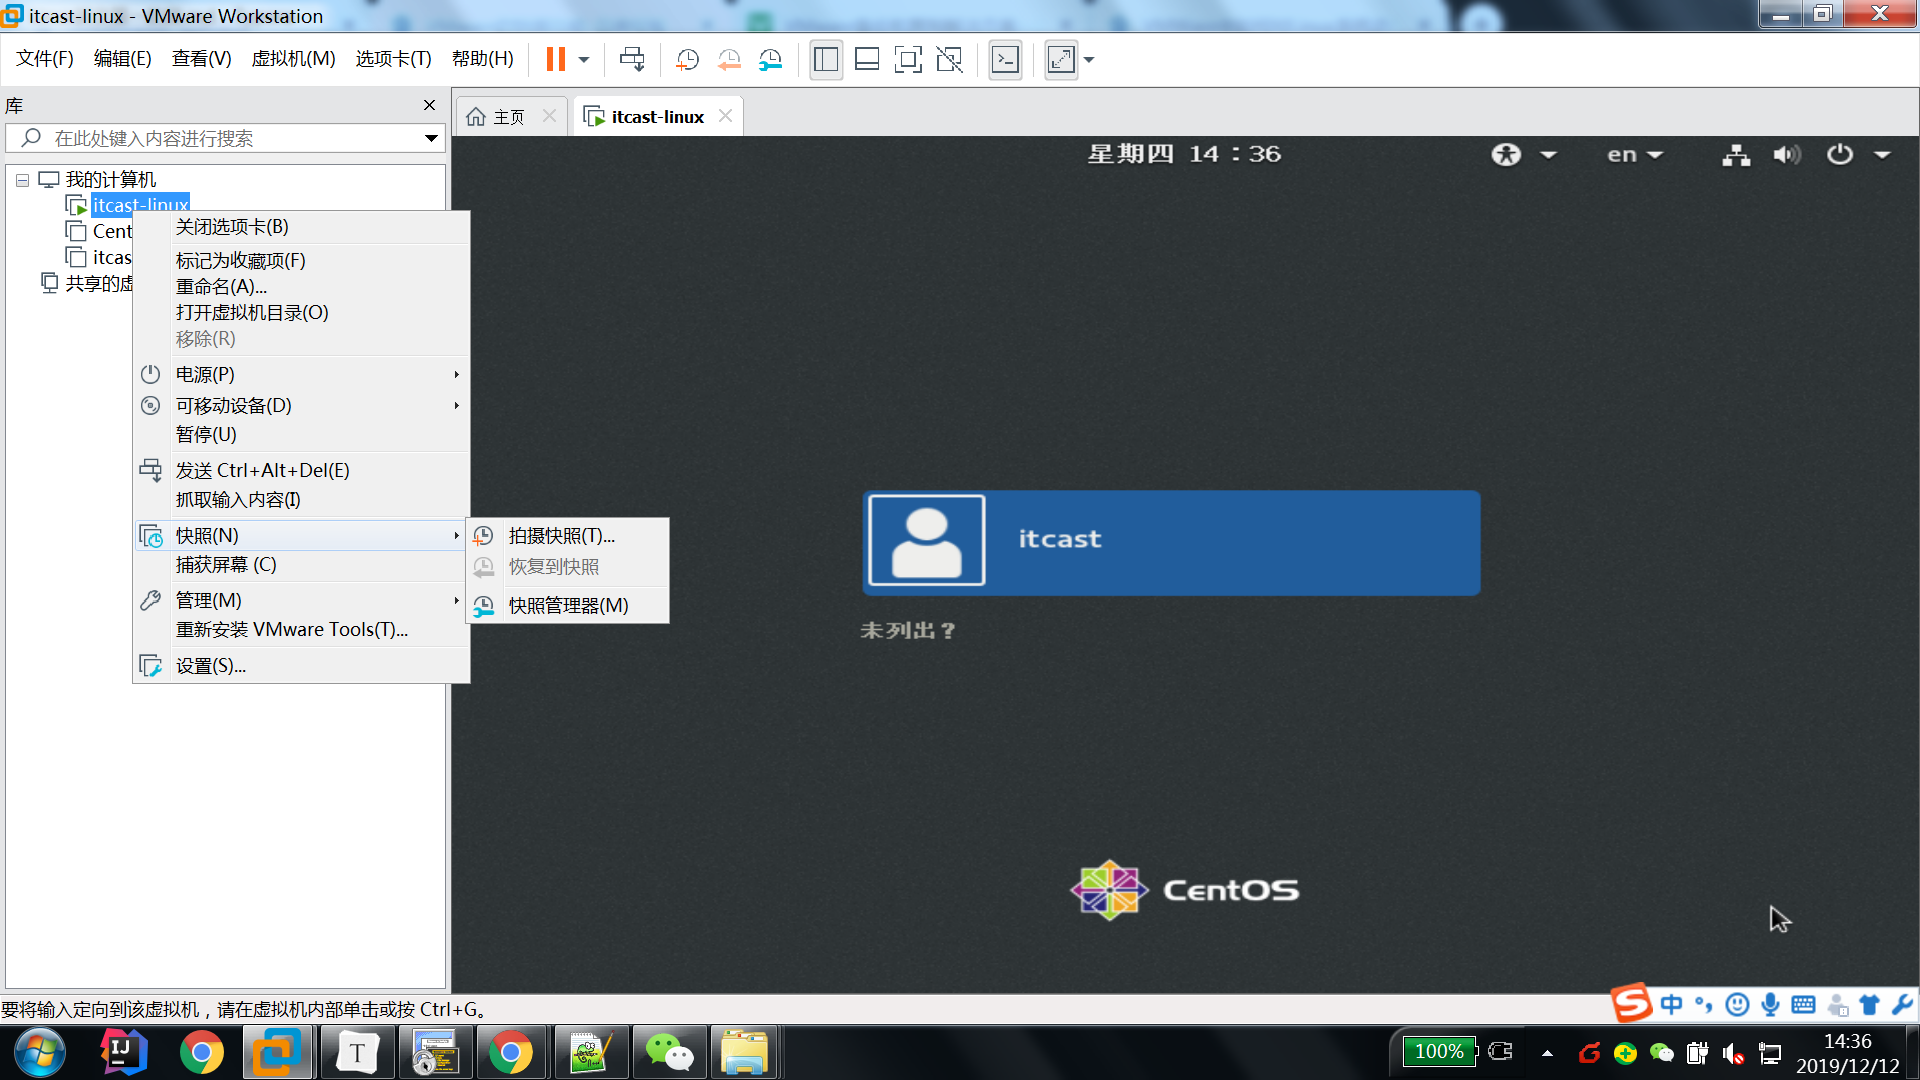 itcast-linux - VMware Workstation
文件(F) 编辑(E) 查看(V) 虚拟机(M) 选项卡(T) 帮助(H)
库
在此处键入内容进行搜索
主页
itcast-linux
我的计算机
itcast-linux
Cent
itcas
共享的虚
关闭选项卡(B)
标记为收藏项(F)
重命名(A)...
打开虚拟机目录(O)
移除(R)
电源(P)
可移动设备(D)
暂停(U)
发送 Ctrl+Alt+Del(E)
抓取输入内容(I)
快照(N)
捕获屏幕 (C)
管理(M)
重新安装 VMware Tools(T)...
设置(S)...
拍摄快照(T)...
恢复到快照
快照管理器(M)
星期四 14：36
en
itcast
未列出？
CentOS
要将输入定向到该虚拟机，请在虚拟机内部单击或按 Ctrl+G。
S 中
IJ
T
100%
14:36
2019/12/12